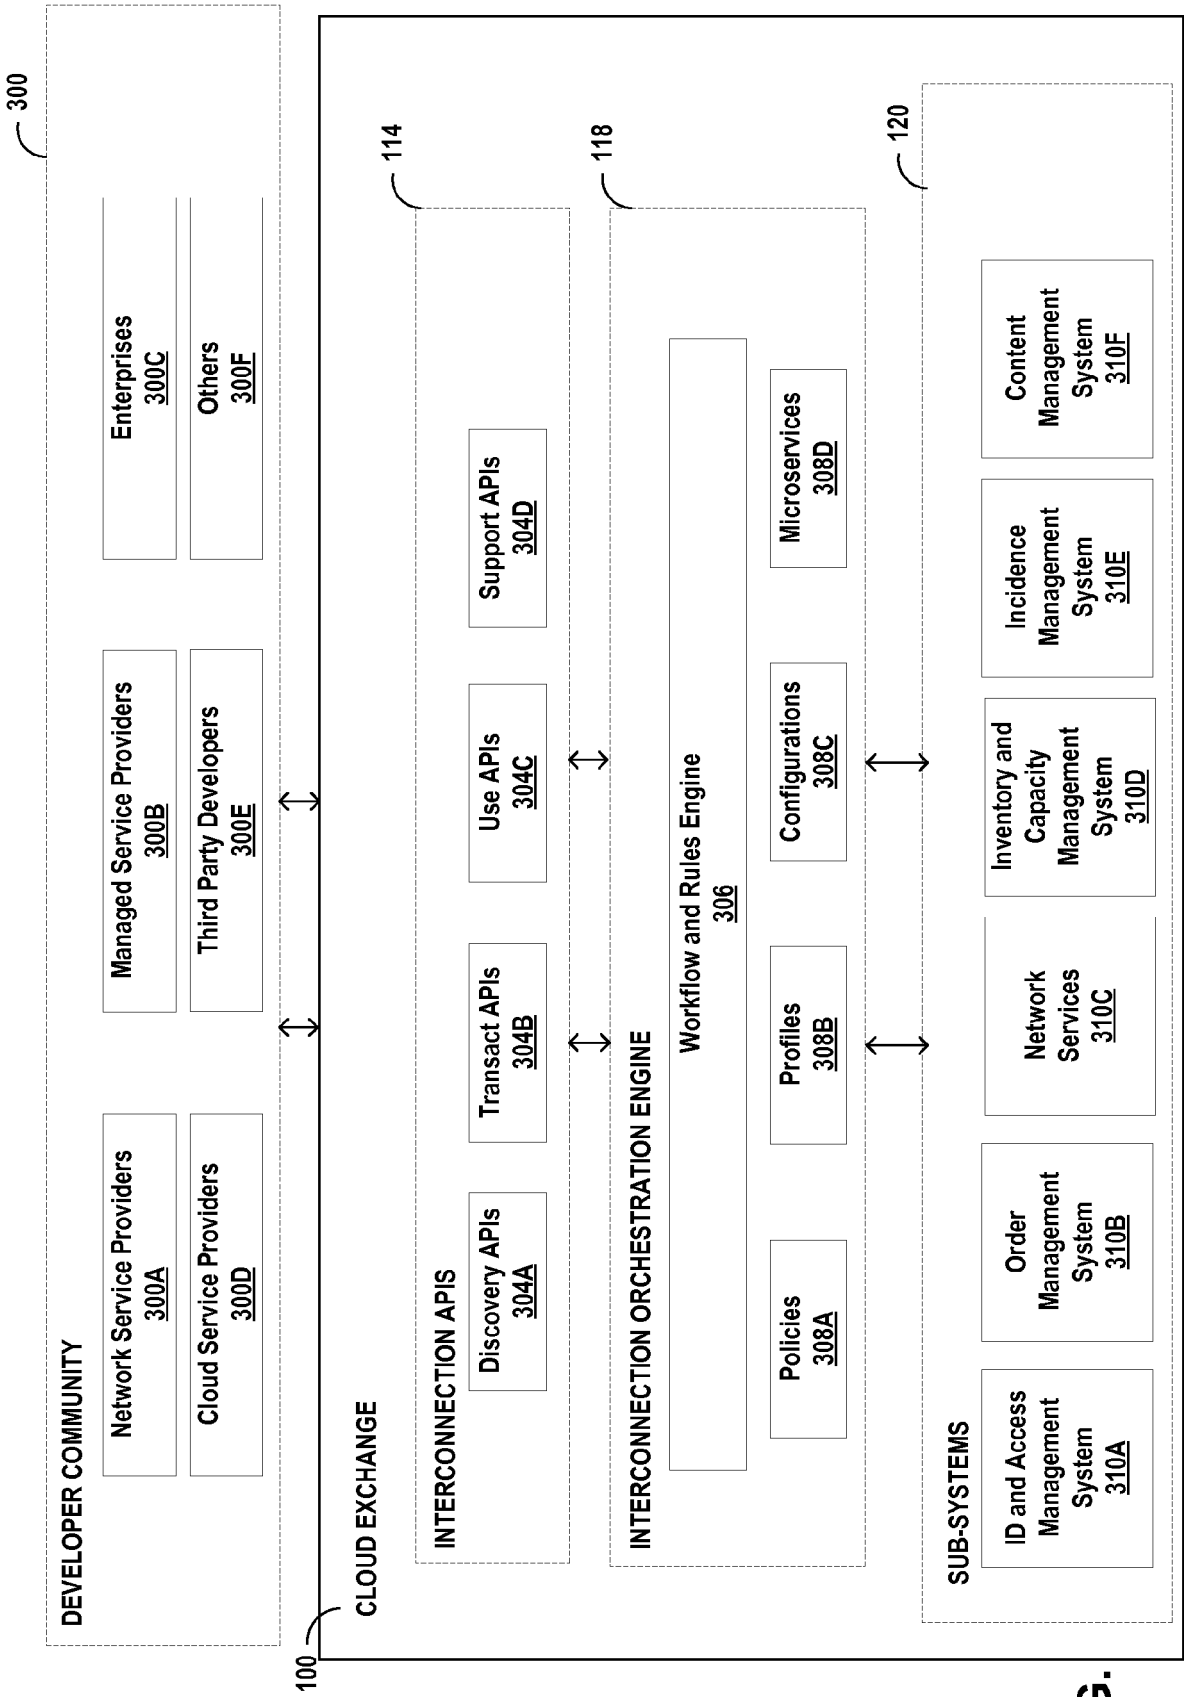 300
DEVELOPER COMMUNITY
Network Service Providers
300A
Managed Service Providers
300B
Enterprises
300C
Cloud Service Providers
300D
Third Party Developers
300E
Others
300F
100
CLOUD EXCHANGE
114
INTERCONNECTION APIS
Discovery APIs
304A
Transact APIs
304B
Use APIs
304C
Support APIs
304D
118
INTERCONNECTION ORCHESTRATION ENGINE
Workflow and Rules Engine
306
Policies
308A
Profiles
308B
Configurations
308C
Microservices
308D
120
SUB-SYSTEMS
ID and Access
Management
System
310A
Order
Management
System
310B
Network
Services
310C
Inventory and
Capacity
Management
System
310D
Incidence
Management
System
310E
Content
Management
System
310F